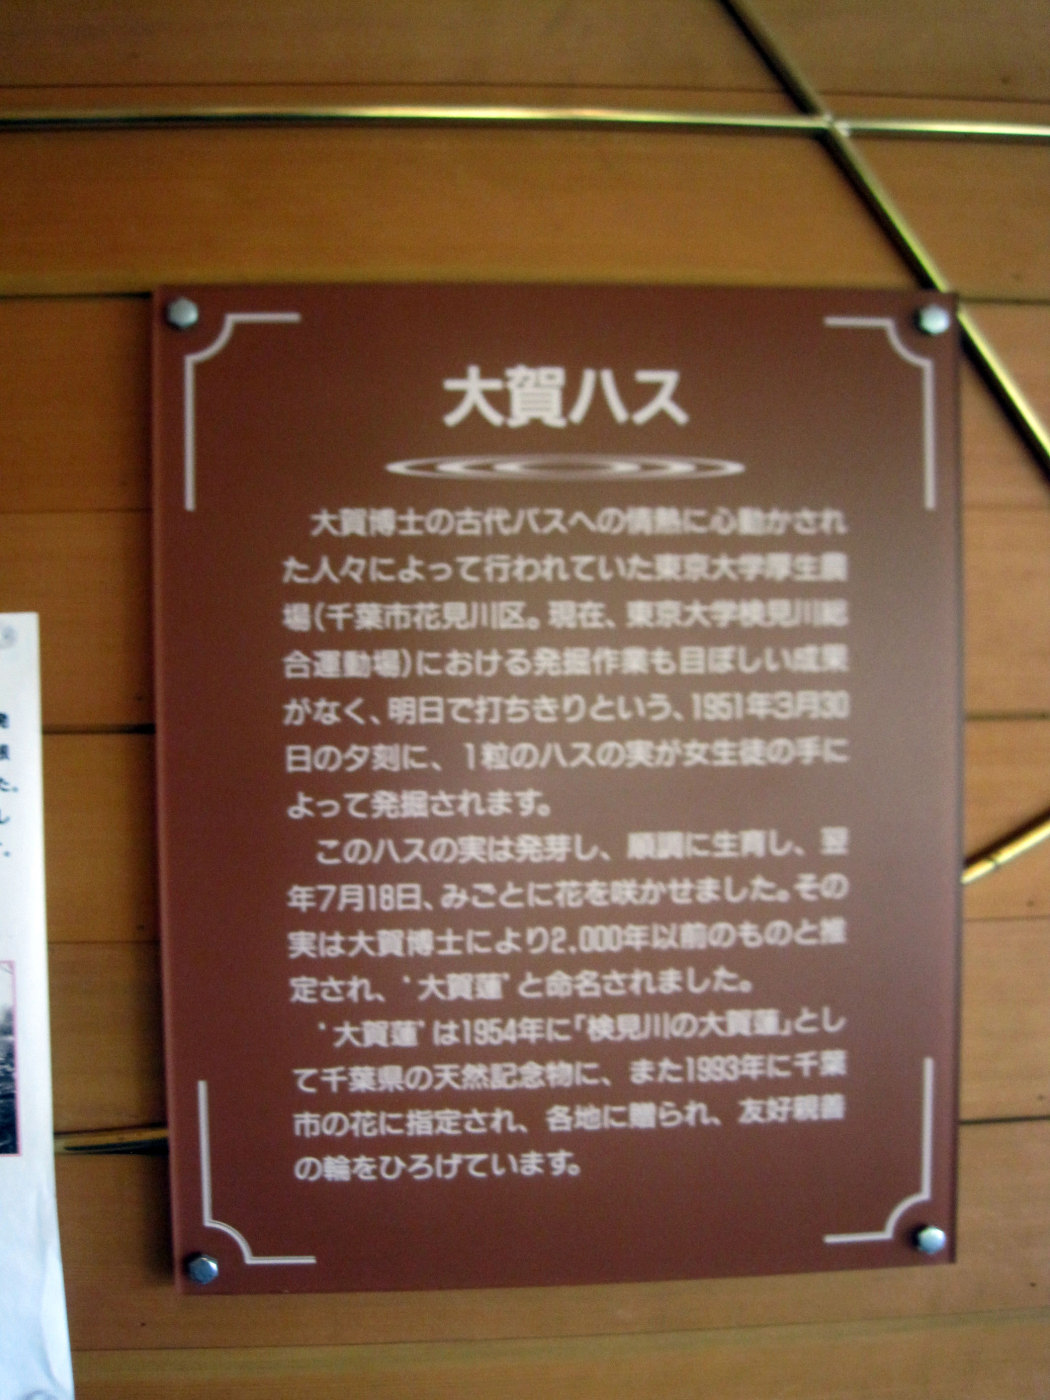 大賀ハス
大賀博士の古代バスへの情熱に心動かされ
た人々によって行われていた東京大学厚生農
場(千葉市花見川区。現在、東京大学検見川総
合運動場)における発掘作業も目ぼしい成果
がなく、明日で打ちきりという、1951年3月30
日の夕刻に、1粒のハスの実が女生徒の手に
よって発掘されます。
このハスの実は発芽し、順調に生育し、翌
年7月18日、みごとに花を咲かせました。その
実は大賀博士により2,000年以前のものと推
定され、“大賀蓮”と命名されました。
“大賀蓮”は1954年に「検見川の大賀蓮」とし
て千葉県の天然記念物に、また1993年に千葉
市の花に指定され、各地に贈られ、友好親善
の輪をひろげています。